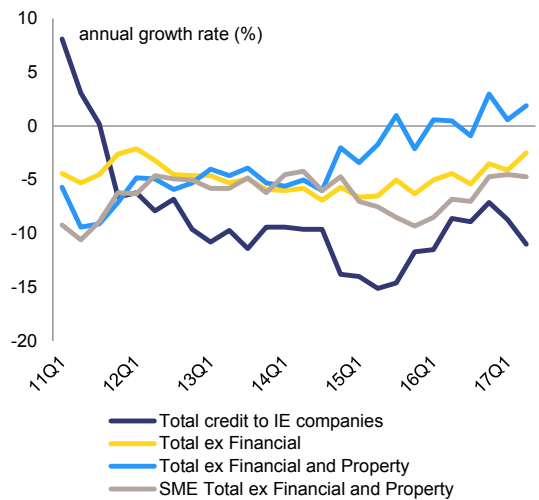 10
annual growth rate (%)
5
0
-5
-10
-15
-20
11Q1
12Q1
13Q1
14Q1
15Q1
16Q1
17Q1
Total credit to IE companies
Total ex Financial
Total ex Financial and Property
SME Total ex Financial and Property